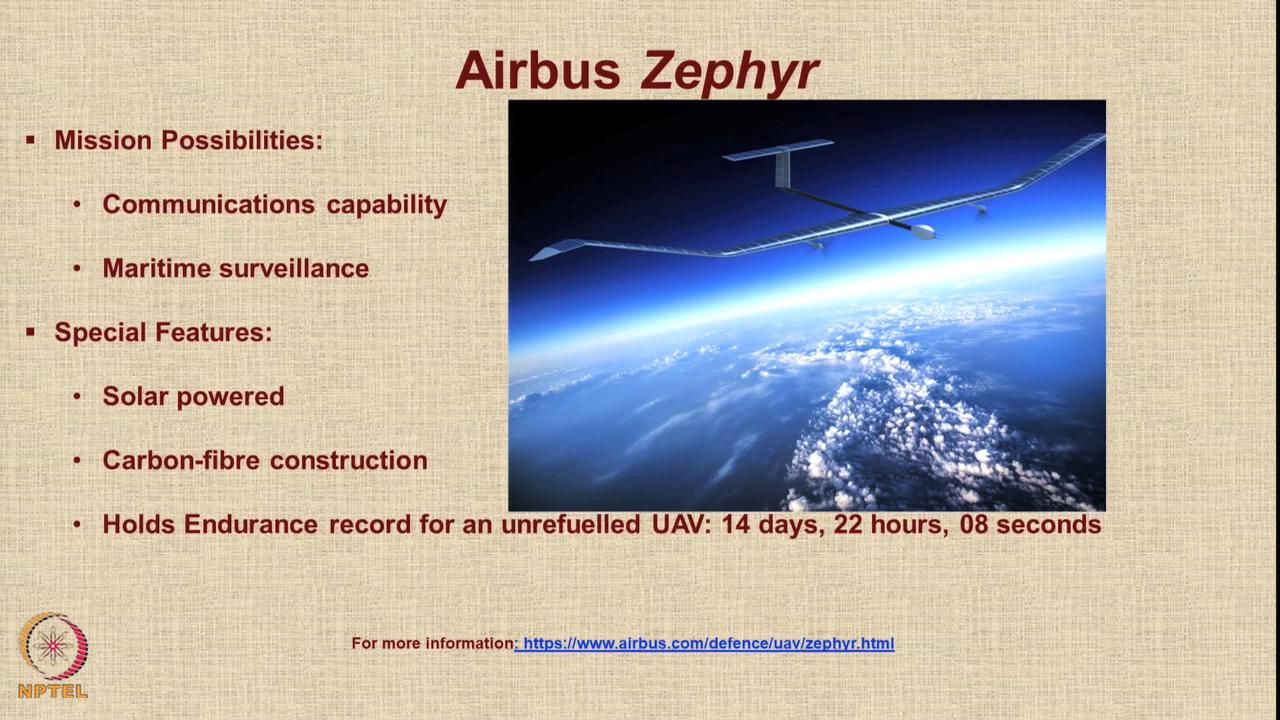 Airbus Zephyr
▪ Mission Possibilities:
• Communications capability
• Maritime surveillance
▪ Special Features:
• Solar powered
• Carbon-fibre construction
• Holds Endurance record for an unrefuelled UAV: 14 days, 22 hours, 08 seconds
For more information: https://www.airbus.com/defence/uav/zephyr.html
NPTEL